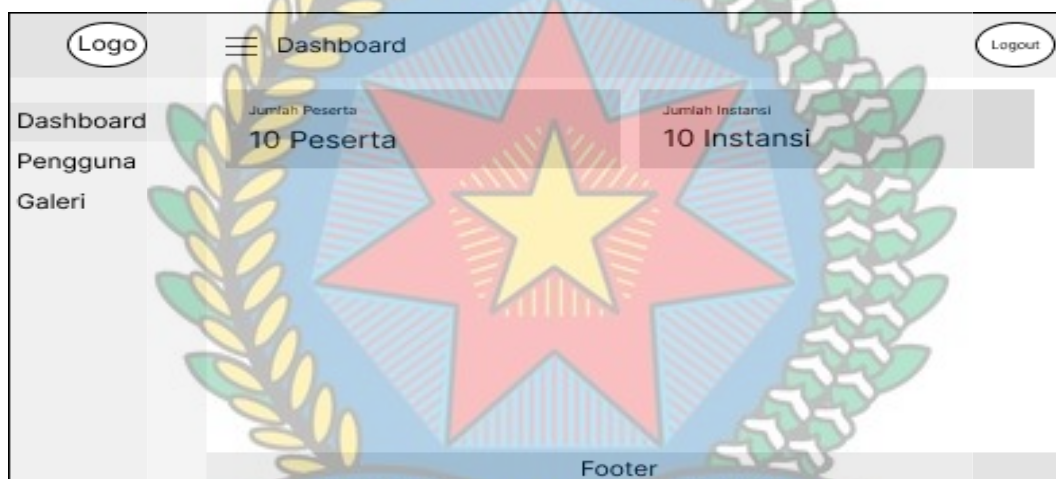 Logo
Dashboard
Logout
Dashboard
Pengguna
Galeri
Jumlah Peserta
10 Peserta
Jumlah Instansi
10 Instansi
Footer